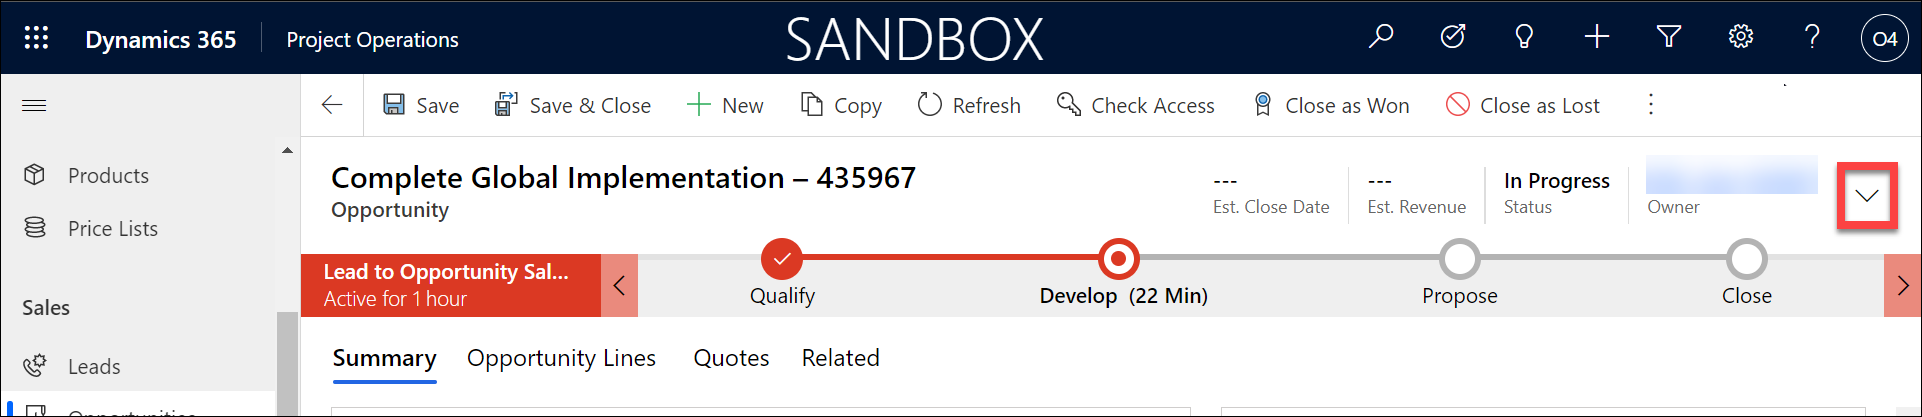 Dynamics 365
Project Operations
SANDBOX
O4
Save
Save & Close
New
Copy
Refresh
Check Access
Close as Won
Close as Lost
Products
Price Lists
Sales
Leads
Opportunities
Complete Global Implementation – 435967
Opportunity
---
Est. Close Date
---
Est. Revenue
In Progress
Status
Owner
Lead to Opportunity Sal...
Active for 1 hour
Qualify
Develop (22 Min)
Propose
Close
Summary
Opportunity Lines
Quotes
Related